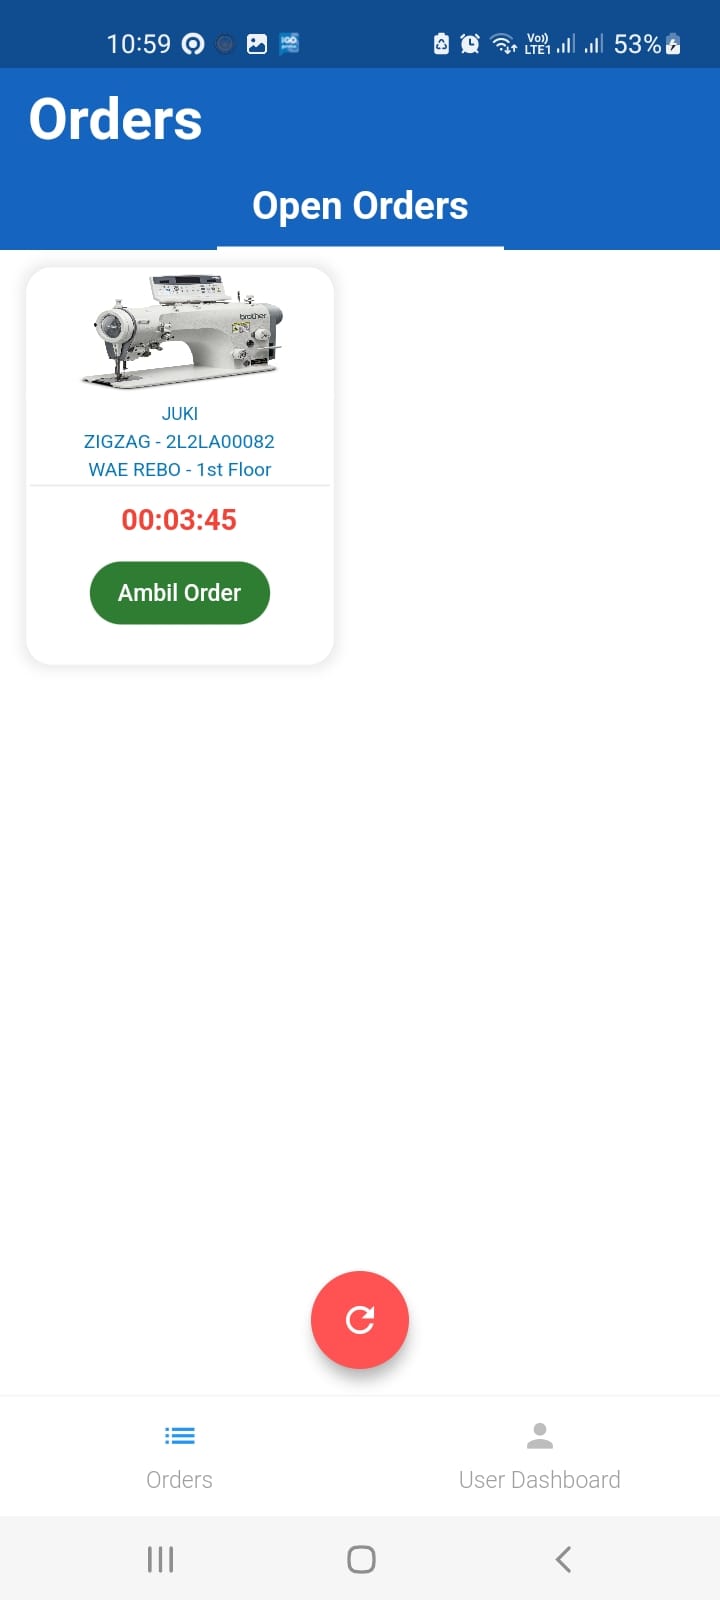 10:59
Vo))
LTE1
53%
Orders
Open Orders
brother
JUKI
ZIGZAG - 2L2LA00082
WAE REBO - 1st Floor
00:03:45
Ambil Order
Orders
User Dashboard